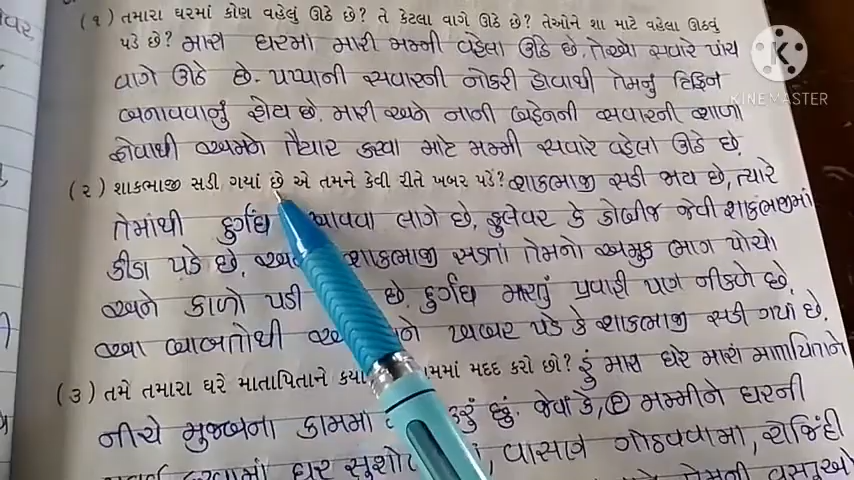 (૧) તમારા ઘરમાં કોણ વહેલું ઊઠે છે? તે કેટલા વાગે ઊઠે છે? તેઓને શા માટે વહેલા ઊઠવું
પડે છે? મારા ઘરમાં મારી મમ્મી વહેલા ઊઠે છે. તેઓ સવારે પાંચ
વાગે ઊઠે છે. પપ્પાની સવારની નોકરી હોવાથી તેમનું ટિફિન
બનાવવાનું હોય છે. મારી અને નાની બહેનની સવારની શાળા
હોવાથી અમને તૈયાર કરવા માટે મમ્મી સવારે વહેલા ઊઠે છે.
(૨) શાકભાજી સડી ગયાં છે એ તમને કેવી રીતે ખબર પડે? શાકભાજી સડી જાય છે, ત્યારે
તેમાંથી દુર્ગંધ આવવા લાગે છે. ફુલેવર કે કોબીજ જેવી શાકભાજીમાં
કીડા પડે છે. શાકભાજી સડતાં તેમનો અમુક ભાગ પોચો
અને કાળો પડી છે. દુર્ગંધ મારતું પ્રવાહી પણ નીકળે છે.
આ બાબતોથી ખબર પડે કે શાકભાજી સડી ગયાં છે.
(૩) તમે તમારા ઘરે માતાપિતાને મદદ કરો છો? હું મારા ઘરે મારાં માતાપિતાને
નીચે મુજબના કામમાં છું. જેવાં કે, મમ્મીને ઘરની
ઘર વાસણ ગોઠવવામાં, રોજિંદી
KINEMASTER